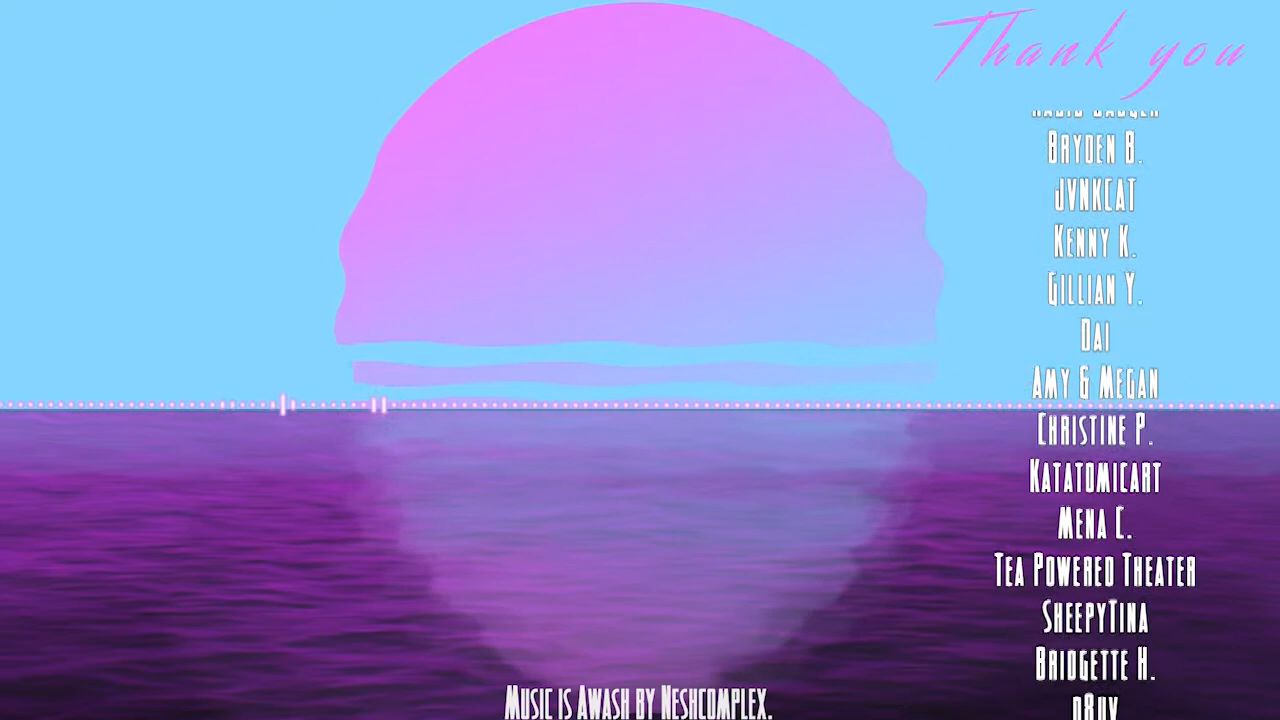 Thank you
Bryden B.
JVNKCAT
Kenny K.
Gillian Y.
Dai
Amy & Megan
Christine P.
Katatomicart
Mena C.
Tea Powered Theater
SheepyTina
Bridgette H.
Music is Awash by Neshcomplex.